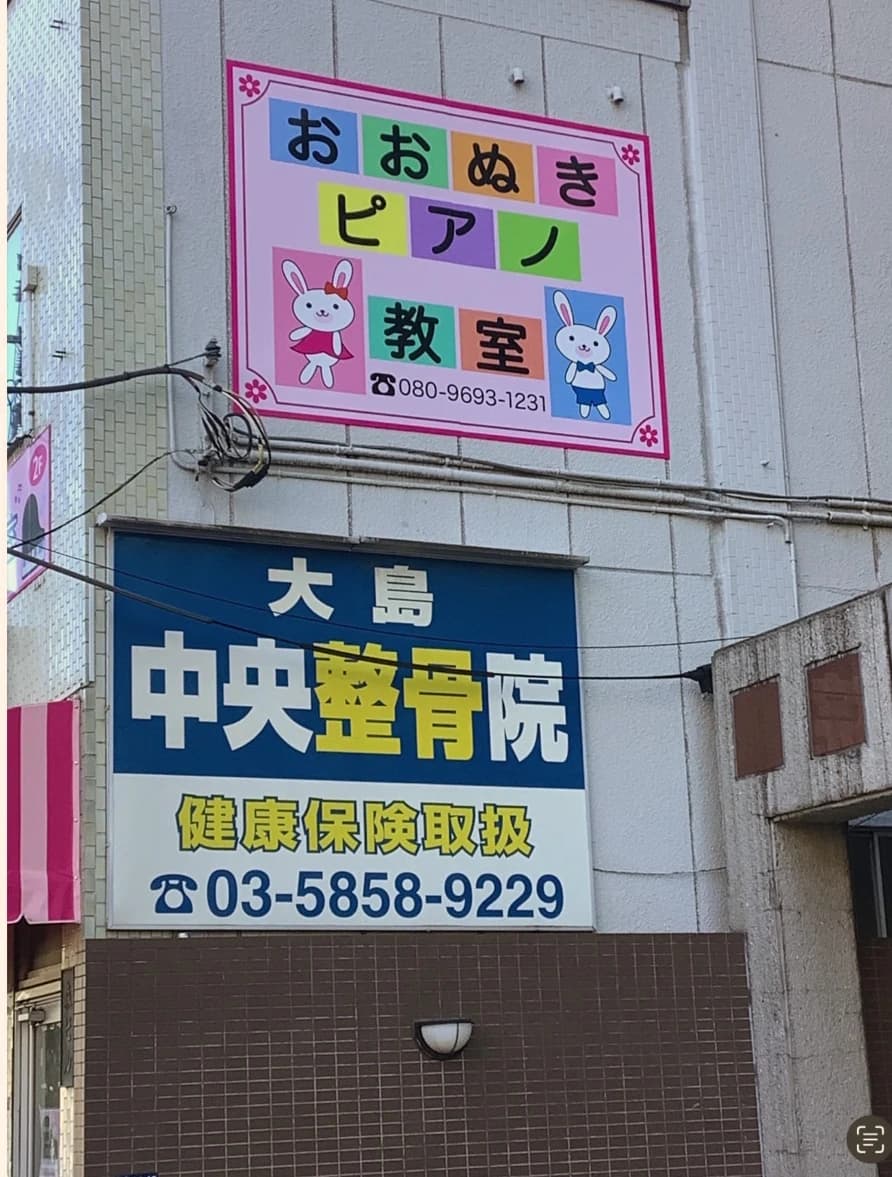 おおぬき
ピアノ
教室
☎080-9693-1231
2F
大島
中央整骨院
健康保険取扱
☎03-5858-9229